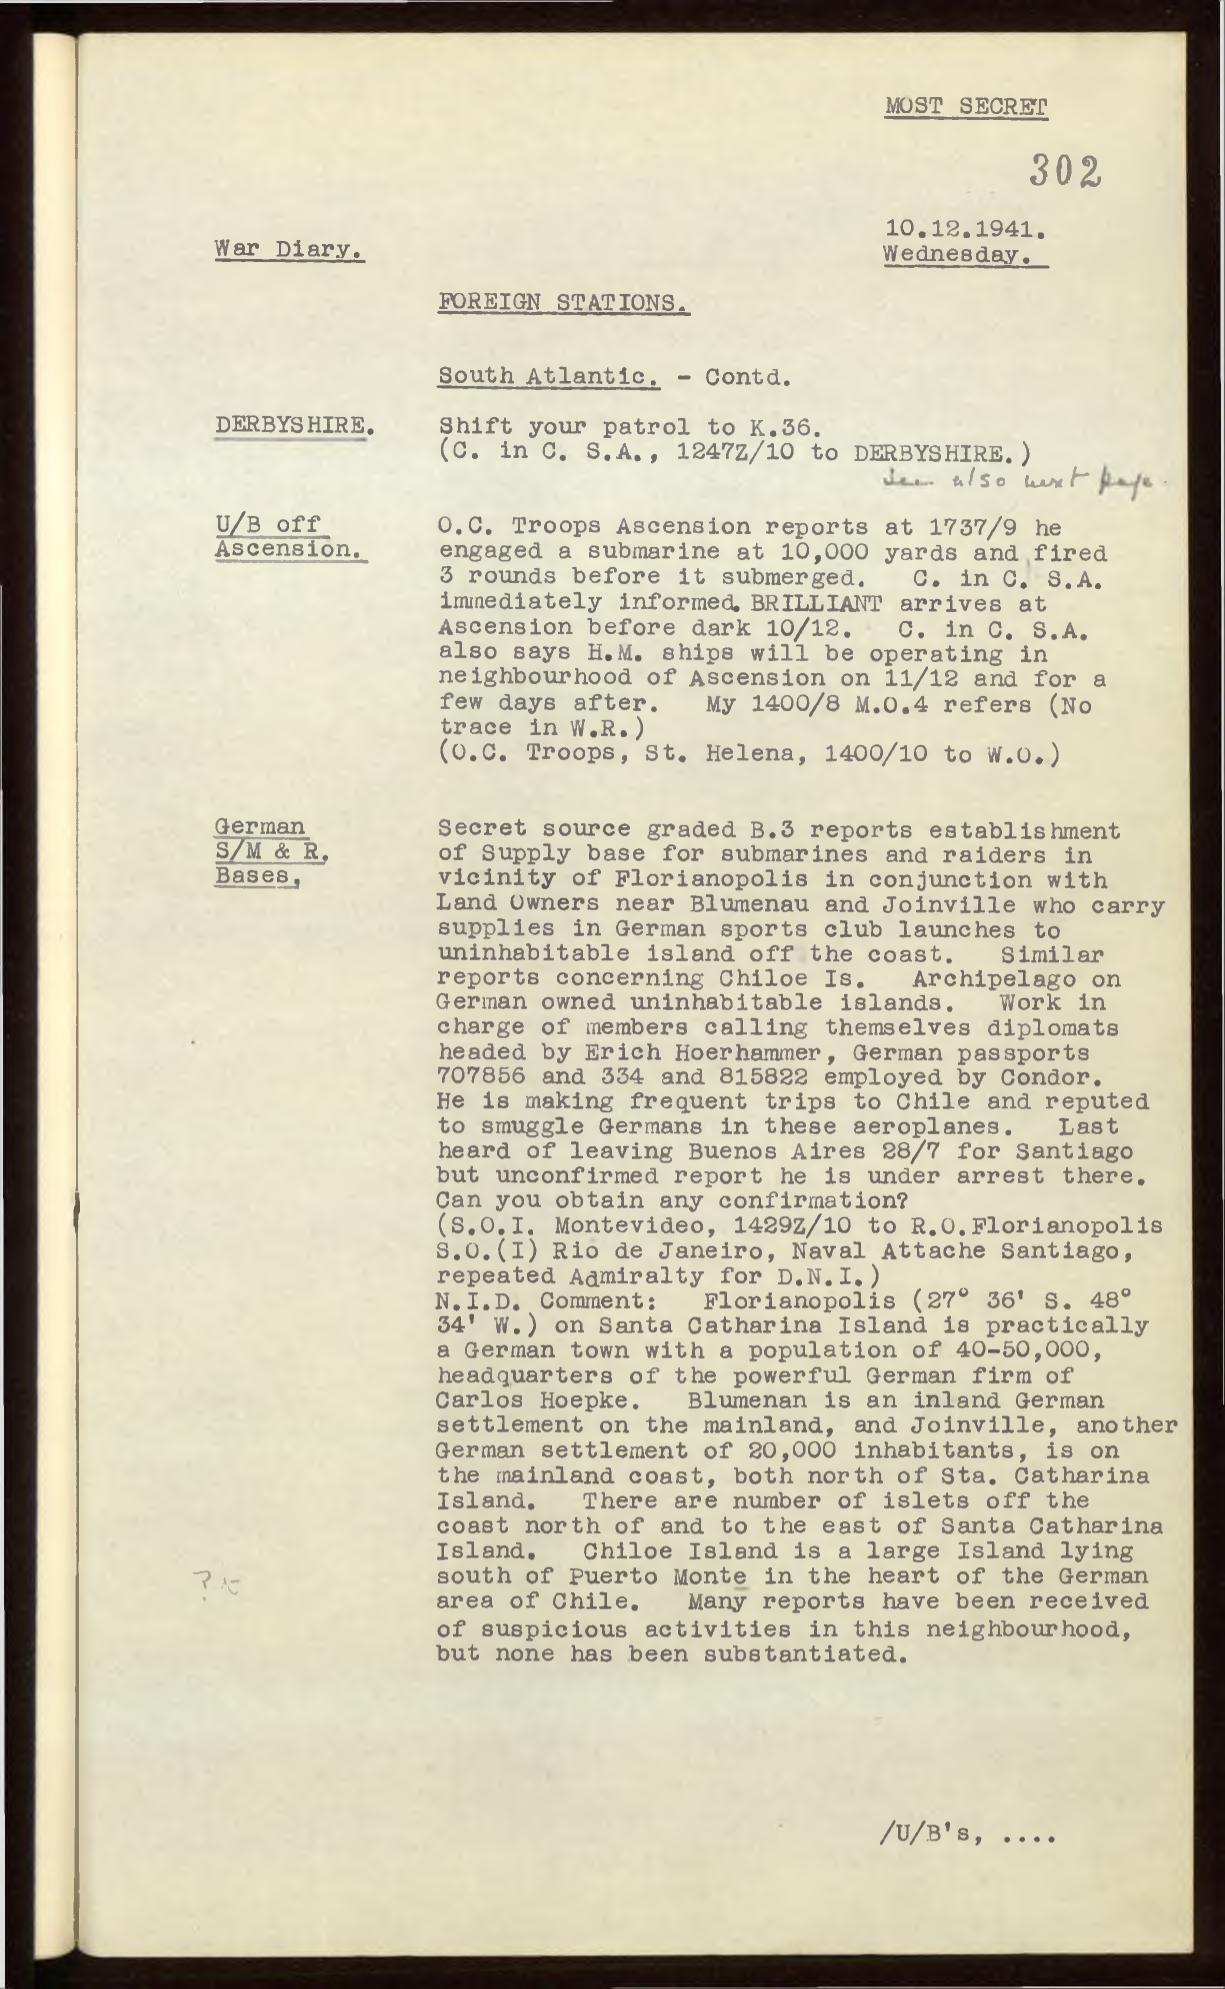 MOST SECRET
302
10.12.1941.
War Diary.
Wednesday.
FOREIGN STATIONS.
South Atlantic. - Contd.
DERBYSHIRE.
Shift your patrol to K.36.
(C. in C. S.A., 1247Z/10 to DERBYSHIRE.)
See also next page.
U/B off
Ascension.
O.C. Troops Ascension reports at 1737/9 he
engaged a submarine at 10,000 yards and fired
3 rounds before it submerged. C. in C. S.A.
immediately informed. BRILLIANT arrives at
Ascension before dark 10/12. C. in C. S.A.
also says H.M. ships will be operating in
neighbourhood of Ascension on 11/12 and for a
few days after. My 1400/8 M.O.4 refers (No
trace in W.R.)
(O.C. Troops, St. Helena, 1400/10 to W.O.)
German
S/M & R.
Bases,
Secret source graded B.3 reports establishment
of Supply base for submarines and raiders in
vicinity of Florianopolis in conjunction with
Land Owners near Blumenau and Joinville who carry
supplies in German sports club launches to
uninhabitable island off the coast. Similar
reports concerning Chiloe Is. Archipelago on
German owned uninhabitable islands. Work in
charge of members calling themselves diplomats
headed by Erich Hoerhammer, German passports
707856 and 334 and 815822 employed by Condor.
He is making frequent trips to Chile and reputed
to smuggle Germans in these aeroplanes. Last
heard of leaving Buenos Aires 28/7 for Santiago
but unconfirmed report he is under arrest there.
Can you obtain any confirmation?
(S.O.I. Montevideo, 1429Z/10 to R.O.Florianopolis
S.O.(I) Rio de Janeiro, Naval Attache Santiago,
repeated Admiralty for D.N.I.)
N.I.D. Comment: Florianopolis (27° 36' S. 48°
34' W.) on Santa Catharina Island is practically
a German town with a population of 40-50,000,
headquarters of the powerful German firm of
Carlos Hoepke. Blumenan is an inland German
settlement on the mainland, and Joinville, another
German settlement of 20,000 inhabitants, is on
the mainland coast, both north of Sta. Catharina
Island. There are number of islets off the
coast north of and to the east of Santa Catharina
Island. Chiloe Island is a large Island lying
south of Puerto Monte in the heart of the German
area of Chile. Many reports have been received
of suspicious activities in this neighbourhood,
but none has been substantiated.
/U/B's, ....